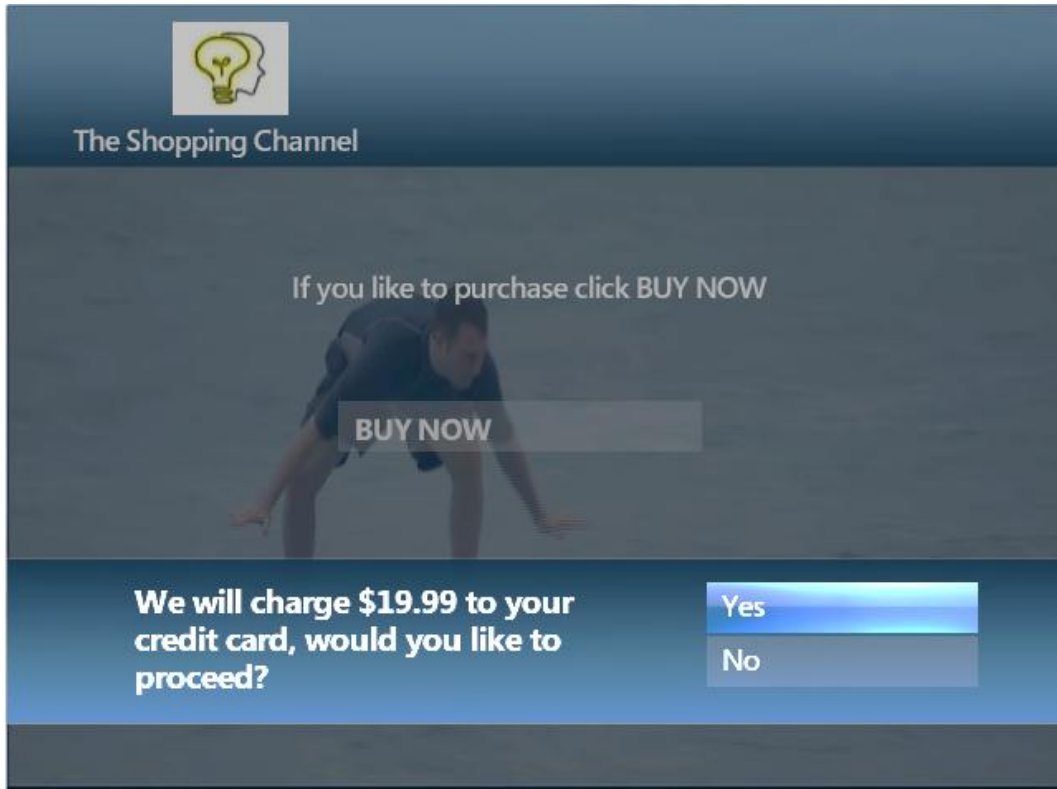 The Shopping Channel
If you like to purchase click BUY NOW
BUY NOW
We will charge $19.99 to your
credit card, would you like to
proceed?
Yes
No